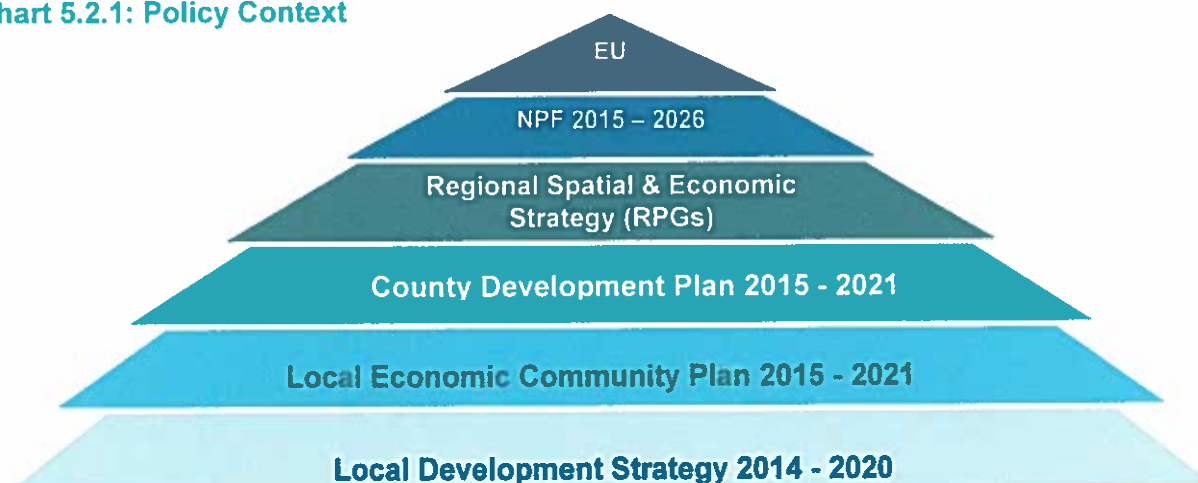 hart 5.2.1: Policy Context
EU
NPF 2015 – 2026
Regional Spatial & Economic
Strategy (RPGs)
County Development Plan 2015 - 2021
Local Economic Community Plan 2015 - 2021
Local Development Strategy 2014 - 2020